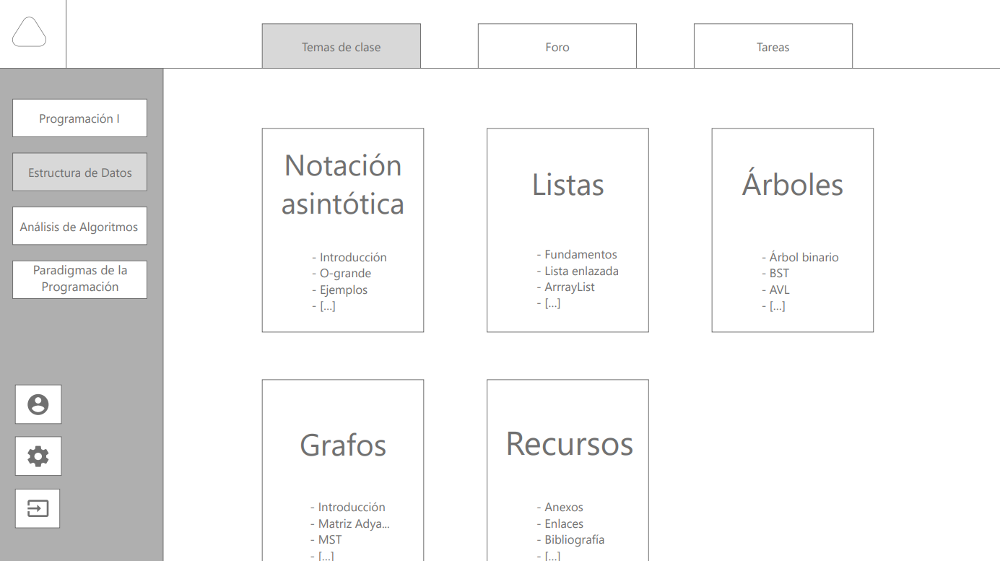 Temas de clase
Foro
Tareas
Programación I
Estructura de Datos
Análisis de Algoritmos
Paradigmas de la
Programación
Notación
asintótica
- Introducción
- O-grande
- Ejemplos
- [...]
Listas
- Fundamentos
- Lista enlazada
- ArrrayList
- [...]
Árboles
- Árbol binario
- BST
- AVL
- [...]
Grafos
- Introducción
- Matriz Adya...
- MST
- [...]
Recursos
- Anexos
- Enlaces
- Bibliografía
- [...]